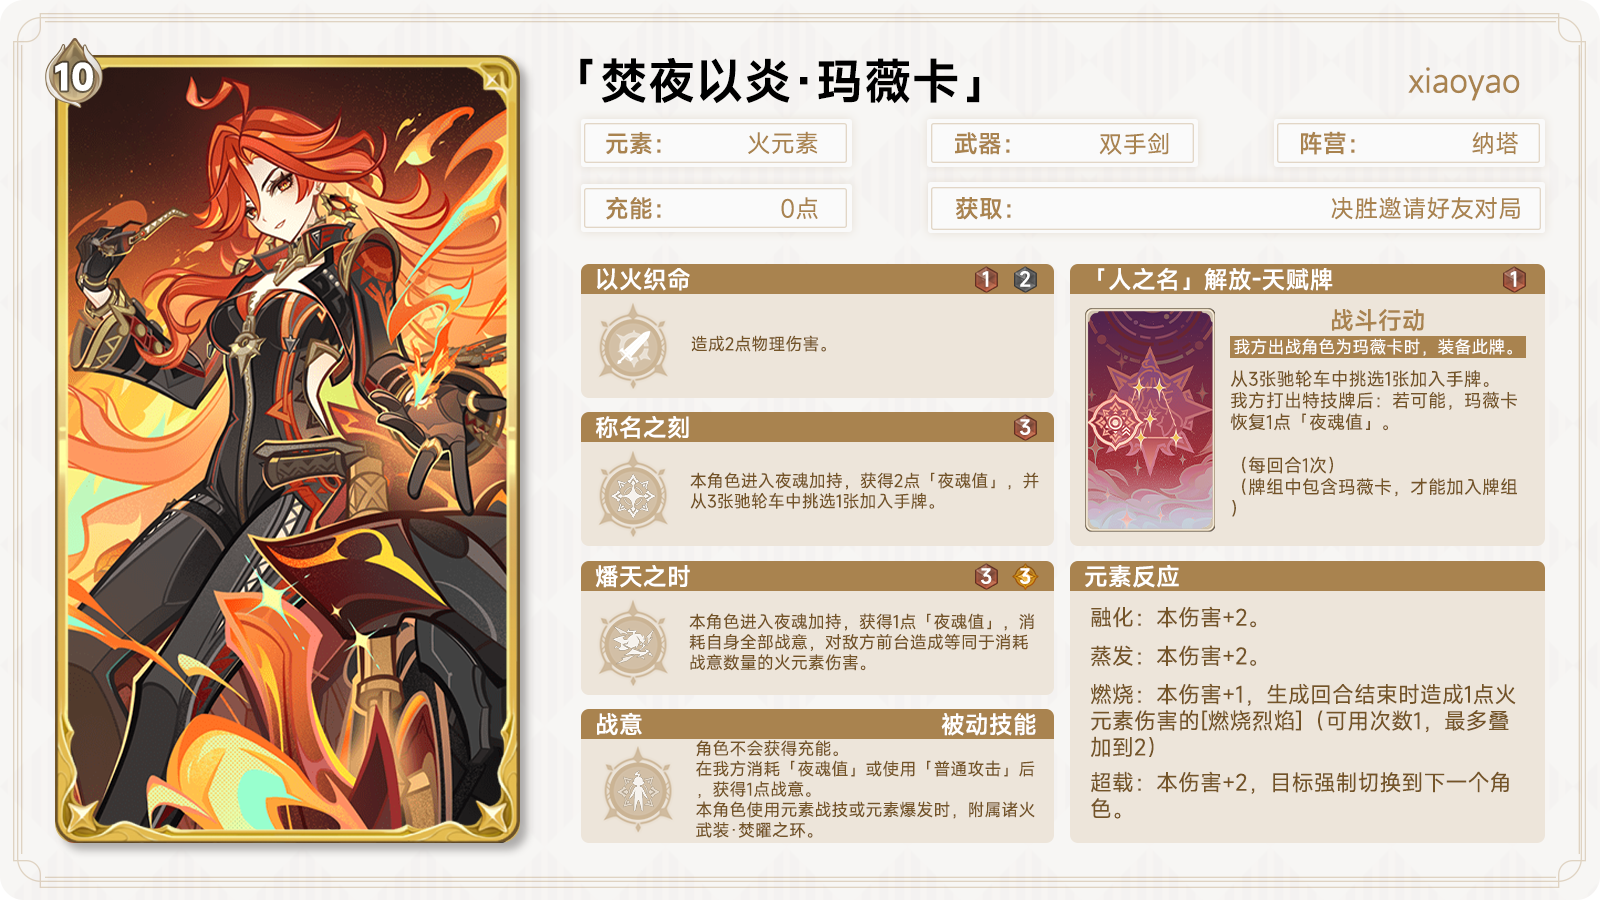 10
「焚夜以炎·玛薇卡」
xiaoyao
元素： 火元素
武器： 双手剑
阵营： 纳塔
充能： 0点
获取： 决胜邀请好友对局
以火织命 1 2
造成2点物理伤害。
称名之刻 3
本角色进入夜魂加持，获得2点「夜魂值」，并
从3张驰轮车中挑选1张加入手牌。
燔天之时 3 3
本角色进入夜魂加持，获得1点「夜魂值」，消
耗自身全部战意，对敌方前台造成等同于消耗
战意数量的火元素伤害。
战意 被动技能
角色不会获得充能。
在我方消耗「夜魂值」或使用「普通攻击」后
，获得1点战意。
本角色使用元素战技或元素爆发时，附属诸火
武装·焚曜之环。
「人之名」解放-天赋牌 1
战斗行动
我方出战角色为玛薇卡时，装备此牌。
从3张驰轮车中挑选1张加入手牌。
我方打出特技牌后：若可能，玛薇卡
恢复1点「夜魂值」。
（每回合1次）
（牌组中包含玛薇卡，才能加入牌组
）
元素反应
融化：本伤害+2。
蒸发：本伤害+2。
燃烧：本伤害+1，生成回合结束时造成1点火
元素伤害的[燃烧烈焰]（可用次数1，最多叠
加到2）
超载：本伤害+2，目标强制切换到下一个角
色。